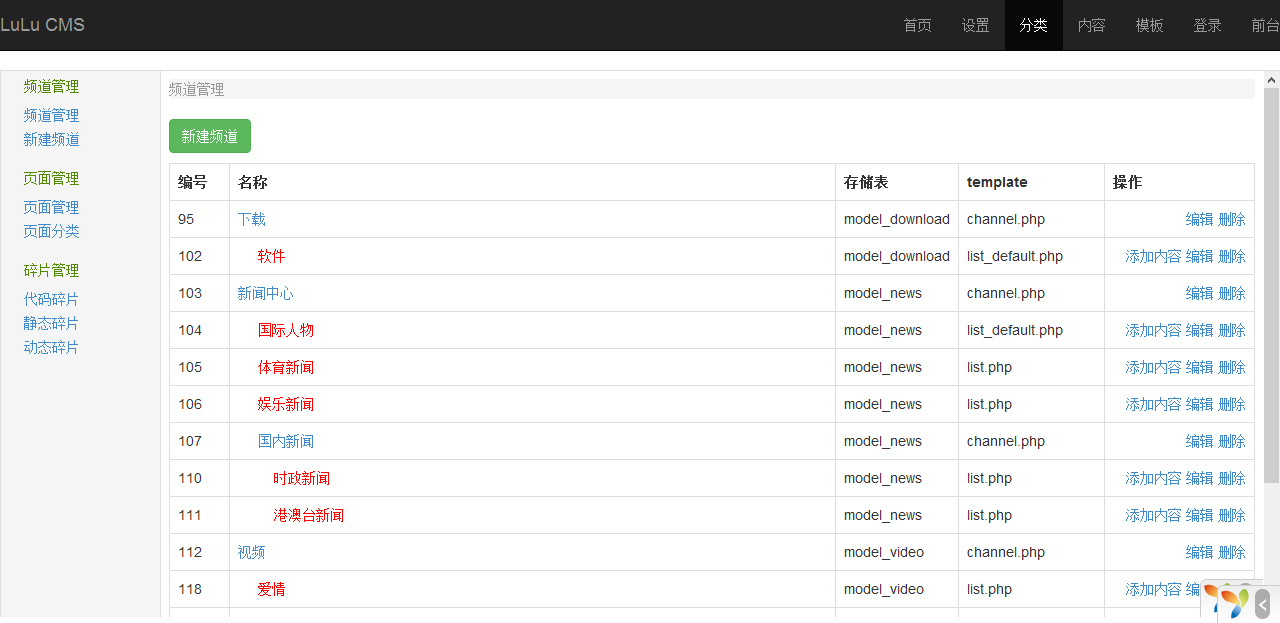 LuLu CMS 首页 设置 分类 内容 模板 登录 前台
频道管理
频道管理
新建频道
页面管理
页面管理
页面分类
碎片管理
代码碎片
静态碎片
动态碎片
频道管理
新建频道
编号 名称 存储表 template 操作
95 下载 model_download channel.php 编辑 删除
102 软件 model_download list_default.php 添加内容 编辑 删除
103 新闻中心 model_news channel.php 编辑 删除
104 国际人物 model_news list_default.php 添加内容 编辑 删除
105 体育新闻 model_news list.php 添加内容 编辑 删除
106 娱乐新闻 model_news list.php 添加内容 编辑 删除
107 国内新闻 model_news channel.php 编辑 删除
110 时政新闻 model_news list.php 添加内容 编辑 删除
111 港澳台新闻 model_news list.php 添加内容 编辑 删除
112 视频 model_video channel.php 编辑 删除
118 爱情 model_video list.php 添加内容